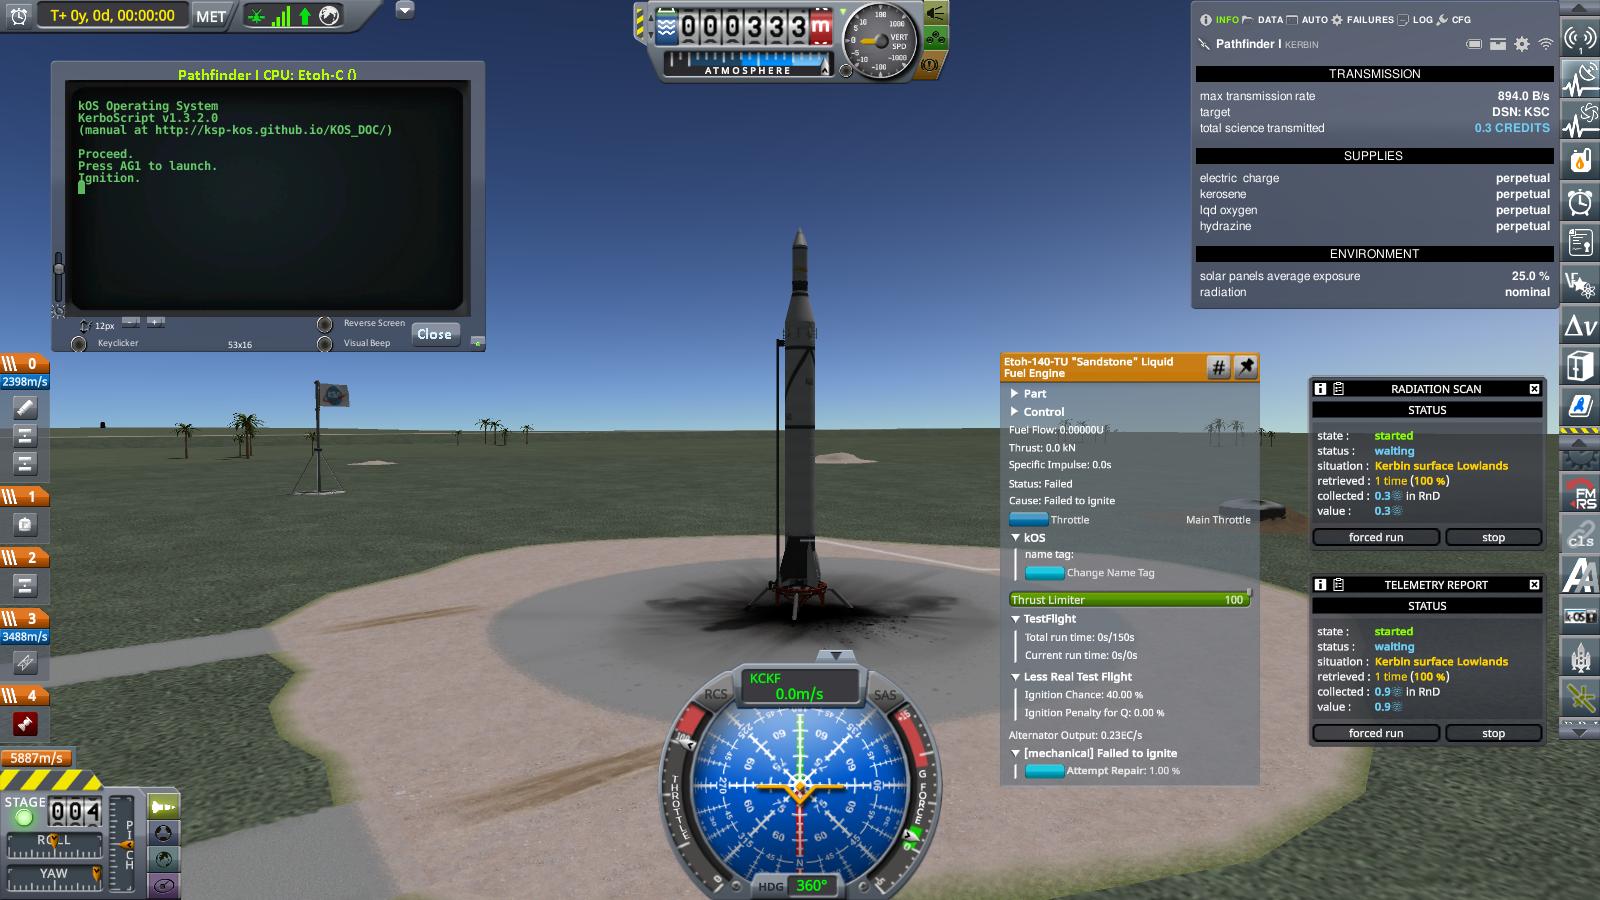 T+ 0y, 0d, 00:00:00
MET
000333 m
ATMOSPHERE
VERT
SPD
INFO DATA AUTO FAILURES LOG CFG
Pathfinder I KERBIN
TRANSMISSION
max transmission rate 894.0 B/s
target DSN: KSC
total science transmitted 0.3 CREDITS
SUPPLIES
electric charge perpetual
kerosene perpetual
lqd oxygen perpetual
hydrazine perpetual
ENVIRONMENT
solar panels average exposure 25.0 %
radiation nominal
Pathfinder I CPU: Etoh-C ()
kOS Operating System
KerboScript v1.3.2.0
(manual at http://ksp-kos.github.io/KOS_DOC/)
Proceed.
Press AG1 to launch.
Ignition.
12px
Reverse Screen
Keyclicker
53x16
Visual Beep
Close
0
2398m/s
1
2
3
3488m/s
4
5887m/s
STAGE 004
ROLL
YAW
PITCH
Etoh-140-TU "Sandstone" Liquid
Fuel Engine
#
Part
Control
Fuel Flow: 0.00000U
Thrust: 0.0 kN
Specific Impulse: 0.0s
Status: Failed
Cause: Failed to ignite
Throttle Main Throttle
kOS
name tag:
Change Name Tag
Thrust Limiter 100
TestFlight
Total run time: 0s/150s
Current run time: 0s/0s
Less Real Test Flight
Ignition Chance: 40.00 %
Ignition Penalty for Q: 0.00 %
Alternator Output: 0.23EC/s
[mechanical] Failed to ignite
Attempt Repair: 1.00 %
RADIATION SCAN
STATUS
state : started
status : waiting
situation : Kerbin surface Lowlands
retrieved : 1 time (100 %)
collected : 0.3 in RnD
value : 0.3
forced run stop
TELEMETRY REPORT
STATUS
state : started
status : waiting
situation : Kerbin surface Lowlands
retrieved : 1 time (100 %)
collected : 0.9 in RnD
value : 0.9
forced run stop
KCKF
0.0m/s
RCS
SAS
THROTTLE
G FORCE
HDG 360°
Δv
FM
RS
cls
kOS